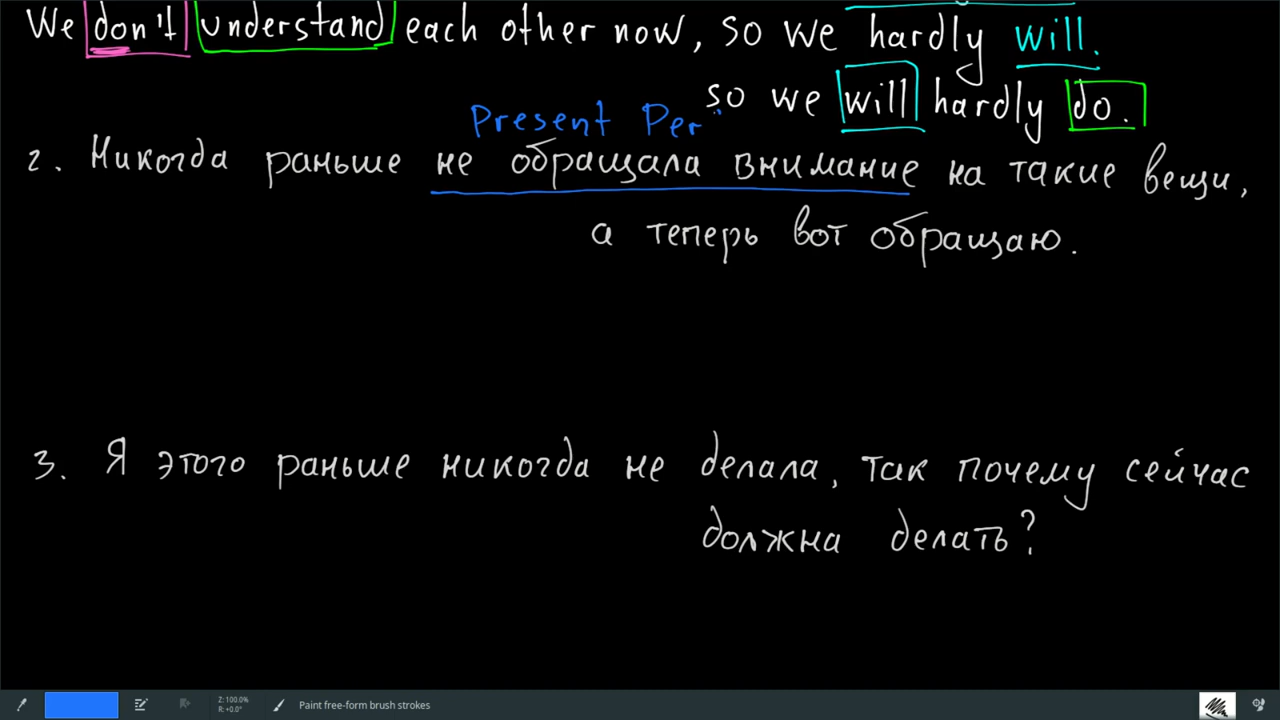 We don't understand each other now, so we hardly will.
so we will hardly do.
Present Per
2. Никогда раньше не обращала внимание на такие вещи,
а теперь вот обращаю.
3. Я этого раньше никогда не делала, так почему сейчас
должна делать?
Z: 100.0%
R: +0.0°
Paint free-form brush strokes